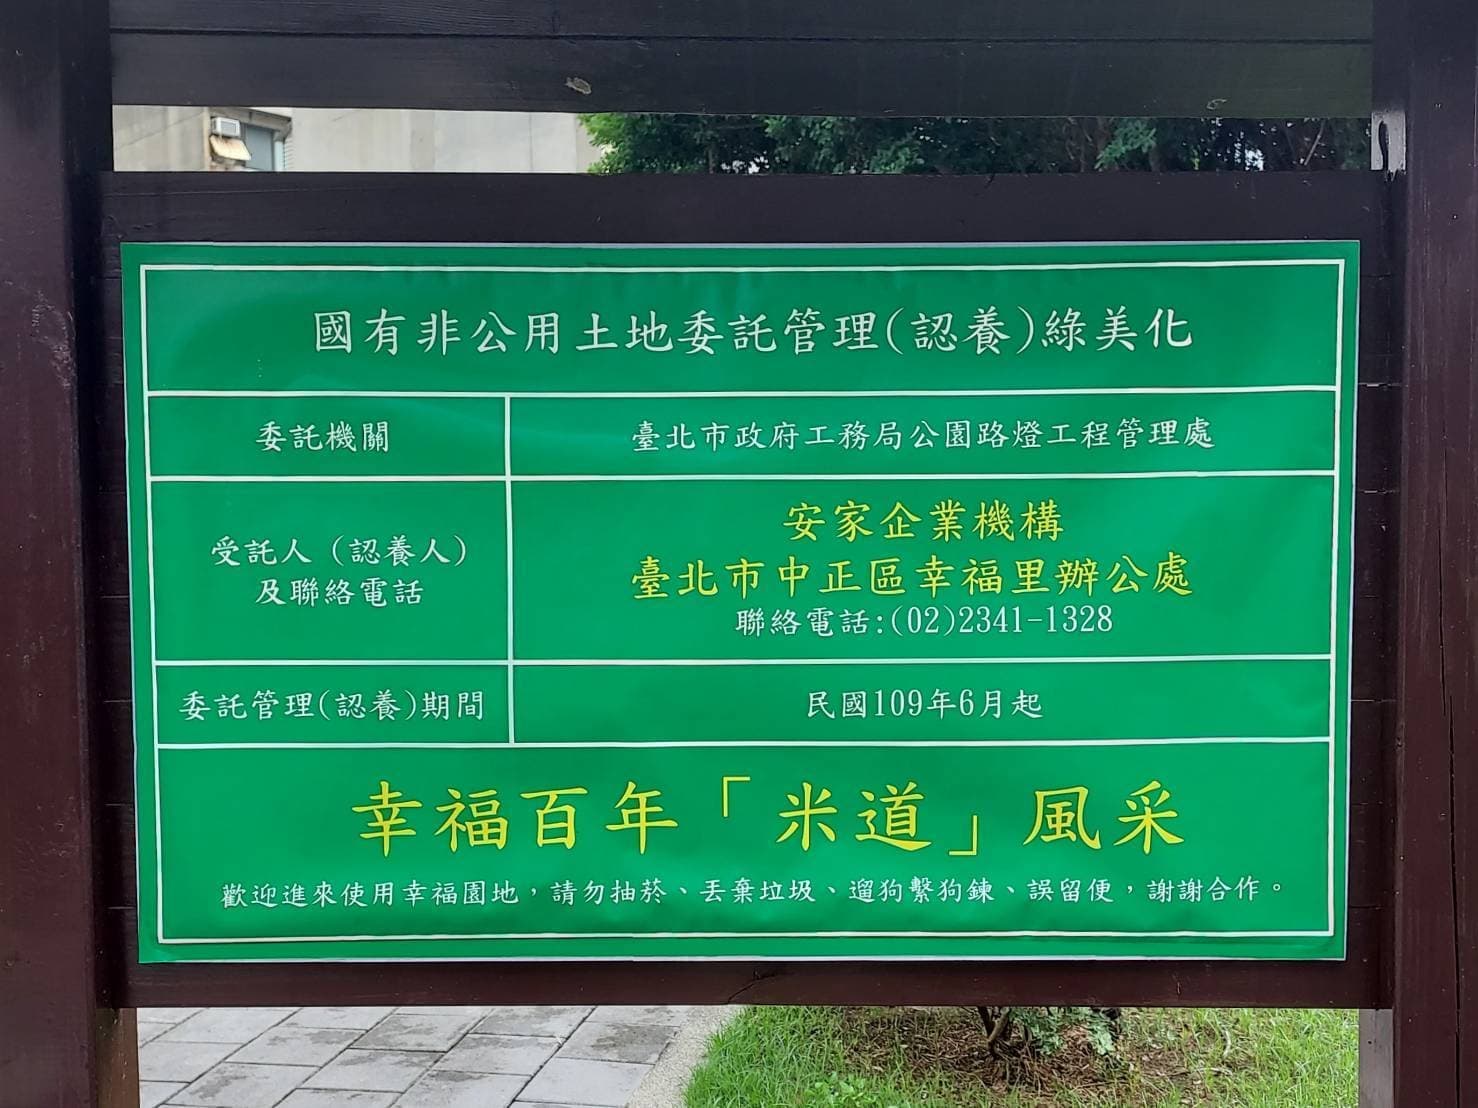 國有非公用土地委託管理(認養)綠美化
委託機關
臺北市政府工務局公園路燈工程管理處
受託人（認養人）
及聯絡電話
安家企業機構
臺北市中正區幸福里辦公處
聯絡電話:(02)2341-1328
委託管理(認養)期間
民國109年6月起
幸福百年「米道」風采
歡迎進來使用幸福園地，請勿抽菸、丟棄垃圾、遛狗繫狗鍊、誤留便，謝謝合作。